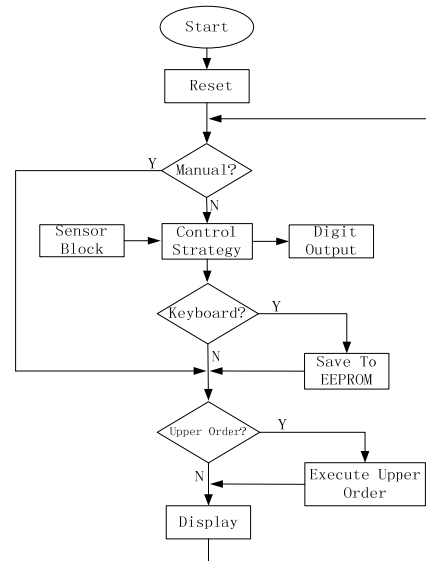 Start
Reset
Y
Manual?
N
Sensor
Block
Control
Strategy
Digit
Output
Keyboard?
Y
N
Save To
EEPROM
Upper Order?
Y
N
Execute Upper
Order
Display